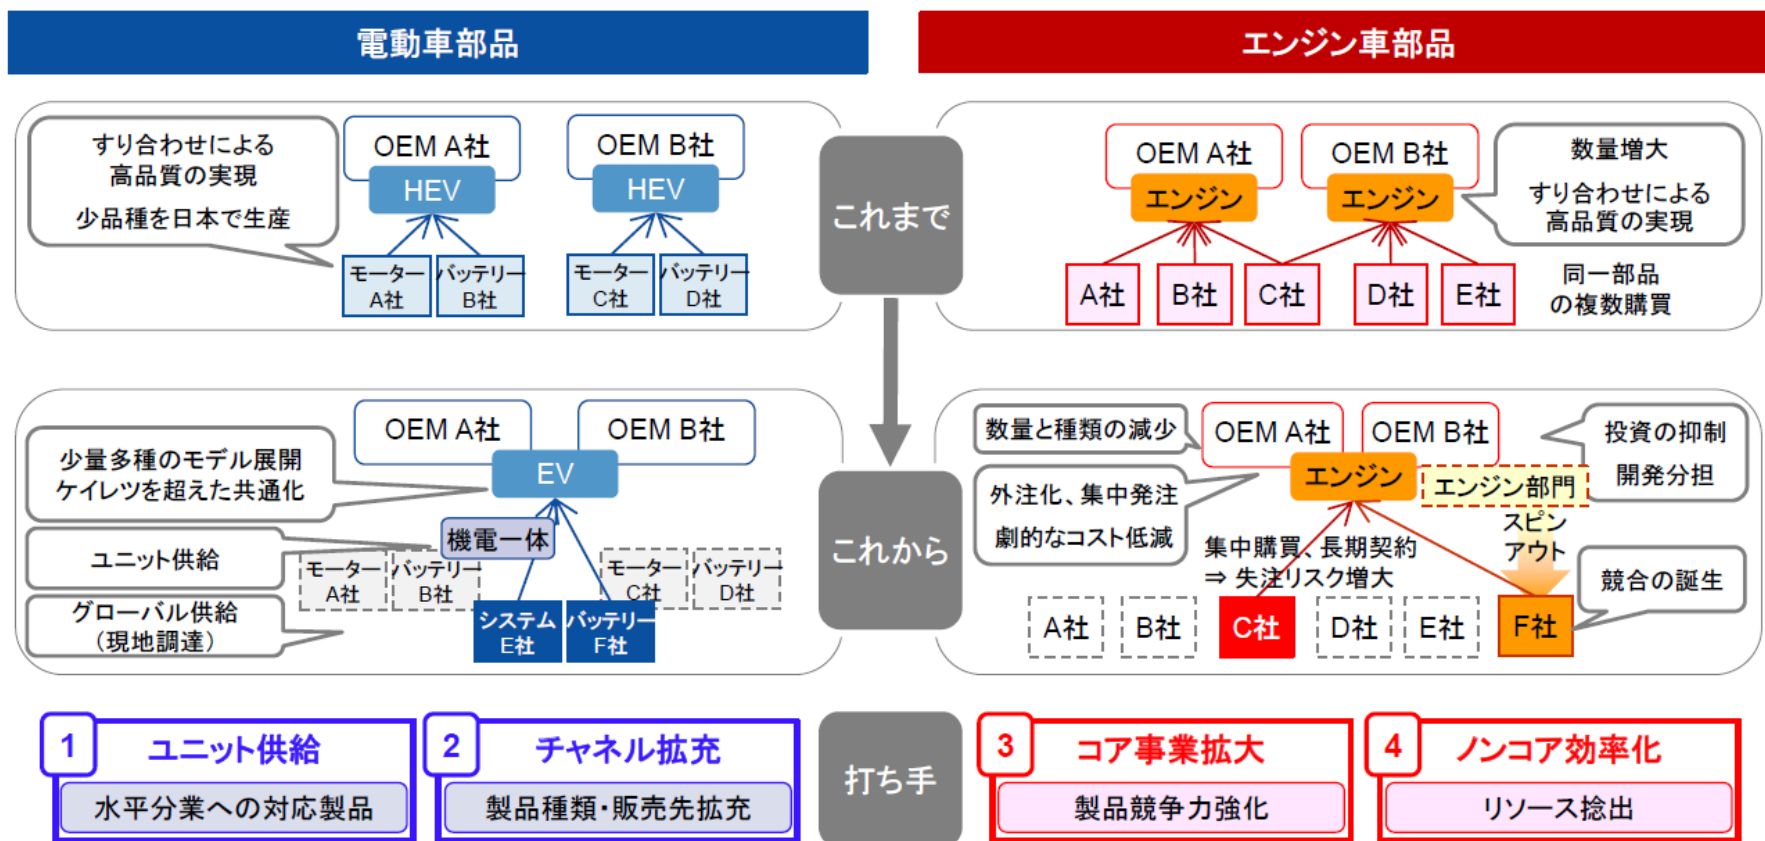 電動車部品
エンジン車部品
すり合わせによる
高品質の実現
少品種を日本で生産
OEM A社
HEV
OEM B社
HEV
モーター
A社
バッテリー
B社
モーター
C社
バッテリー
D社
これまで
OEM A社
エンジン
OEM B社
エンジン
数量増大
すり合わせによる
高品質の実現
A社
B社
C社
D社
E社
同一部品
の複数購買
OEM A社
OEM B社
EV
少量多種のモデル展開
ケイレツを超えた共通化
機電一体
ユニット供給
モーター
A社
バッテリー
B社
モーター
C社
バッテリー
D社
グローバル供給
(現地調達)
システム
E社
バッテリー
F社
これから
数量と種類の減少
OEM A社
OEM B社
エンジン
投資の抑制
開発分担
外注化、集中発注
劇的なコスト低減
エンジン部門
スピン
アウト
集中購買、長期契約
⇒ 失注リスク増大
競合の誕生
A社
B社
C社
D社
E社
F社
1
ユニット供給
水平分業への対応製品
2
チャネル拡充
製品種類・販売先拡充
打ち手
3
コア事業拡大
製品競争力強化
4
ノンコア効率化
リソース捻出